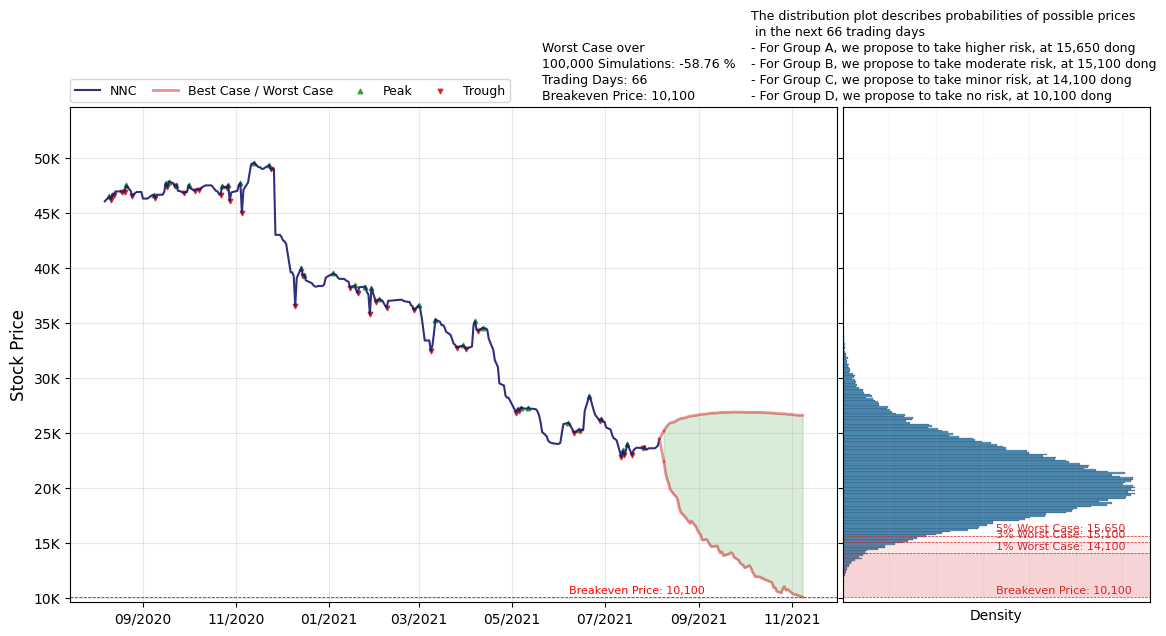 The distribution plot describes probabilities of possible prices
in the next 66 trading days
- For Group A, we propose to take higher risk, at 15,650 dong
- For Group B, we propose to take moderate risk, at 15,100 dong
- For Group C, we propose to take minor risk, at 14,100 dong
- For Group D, we propose to take no risk, at 10,100 dong
Worst Case over
100,000 Simulations: -58.76 %
Trading Days: 66
Breakeven Price: 10,100
NNC
Best Case / Worst Case
Peak
Trough
Stock Price
50K
45K
40K
35K
30K
25K
20K
15K
10K
Breakeven Price: 10,100
09/2020
11/2020
01/2021
03/2021
05/2021
07/2021
09/2021
11/2021
5% Worst Case: 15,650
3% Worst Case: 15,100
1% Worst Case: 14,100
Breakeven Price: 10,100
Density